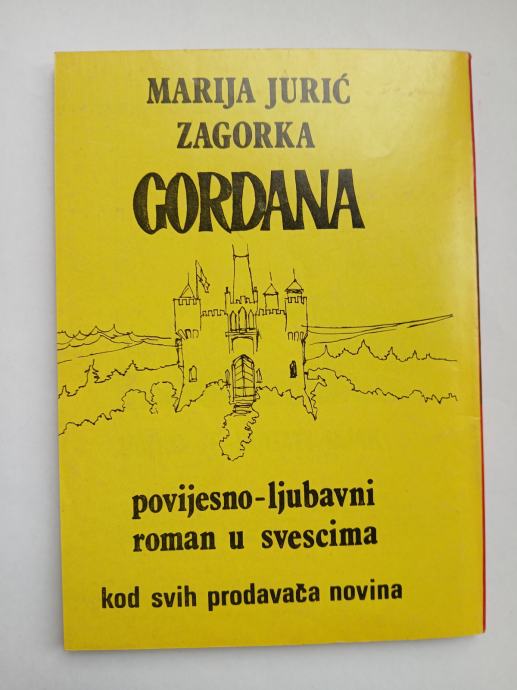 MARIJA JURIĆ
ZAGORKA
GORDANA
povijesno-ljubavni
roman u svescima
kod svih prodavača novina